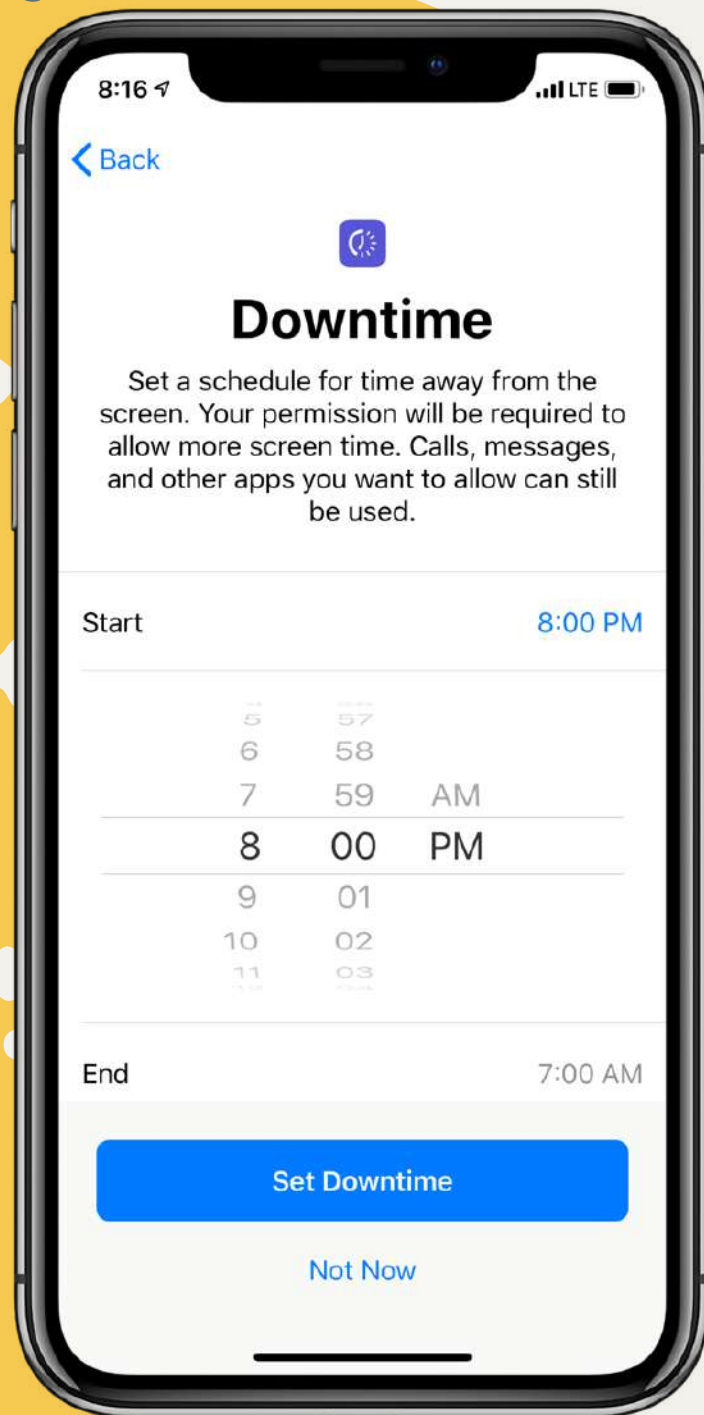 8:16
LTE
Back
Downtime
Set a schedule for time away from the
screen. Your permission will be required to
allow more screen time. Calls, messages,
and other apps you want to allow can still
be used.
Start 8:00 PM
5 57
6 58
7 59 AM
8 00 PM
9 01
10 02
11 03
End 7:00 AM
Set Downtime
Not Now